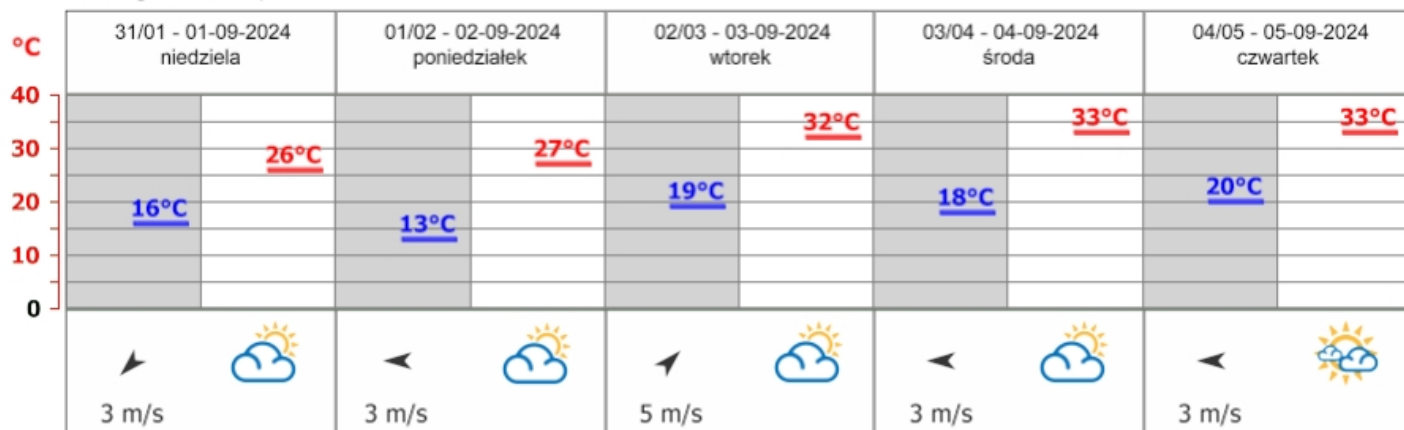 °C
31/01 - 01-09-2024
niedziela
01/02 - 02-09-2024
poniedziałek
02/03 - 03-09-2024
wtorek
03/04 - 04-09-2024
środa
04/05 - 05-09-2024
czwartek
40
30
20
10
0
16°C
26°C
13°C
27°C
19°C
32°C
18°C
33°C
20°C
33°C
3 m/s
3 m/s
5 m/s
3 m/s
3 m/s